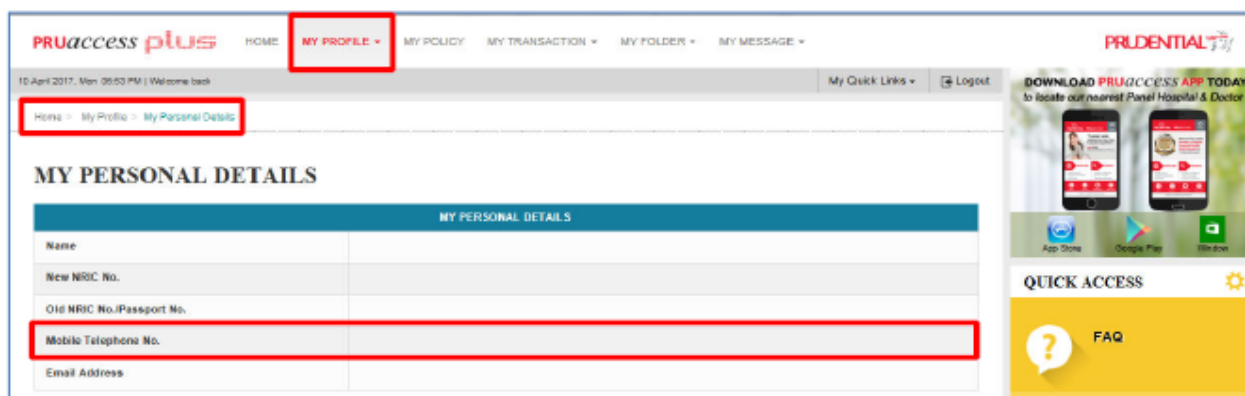 PRUaccess plus HOME MY PROFILE MY POLICY MY TRANSACTION MY FOLDER MY MESSAGE PRUDENTIAL
10 April 2017, Mon 06:53 PM | Welcome back My Quick Links Logout
Home > My Profile > My Personal Details
MY PERSONAL DETAILS
MY PERSONAL DETAILS
Name
New NRIC No.
Old NRIC No./Passport No.
Mobile Telephone No.
Email Address
DOWNLOAD PRUaccess APP TODAY
to locate our nearest Panel Hospital & Doctor
App Store Google Play Window
QUICK ACCESS
? FAQ